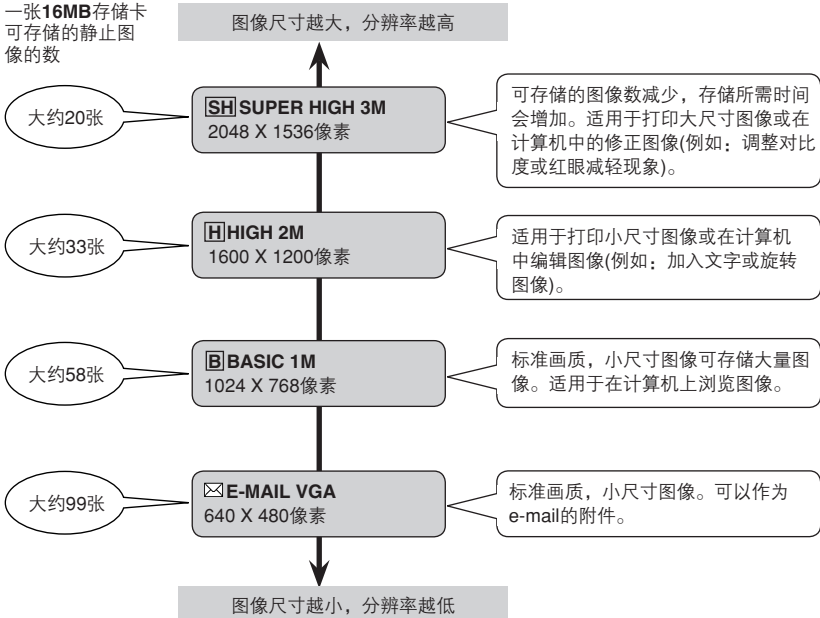 一张16MB存储卡
可存储的静止图
像的数
图像尺寸越大，分辨率越高
大约20张
SH SUPER HIGH 3M
2048 X 1536像素
可存储的图像数减少，存储所需时间
会增加。适用于打印大尺寸图像或在
计算机中的修正图像(例如：调整对比
度或红眼减轻现象)。
大约33张
H HIGH 2M
1600 X 1200像素
适用于打印小尺寸图像或在计算机
中编辑图像(例如：加入文字或旋转
图像)。
大约58张
B BASIC 1M
1024 X 768像素
标准画质，小尺寸图像可存储大量图
像。适用于在计算机上浏览图像。
大约99张
E-MAIL VGA
640 X 480像素
标准画质，小尺寸图像。可以作为
e-mail的附件。
图像尺寸越小，分辨率越低